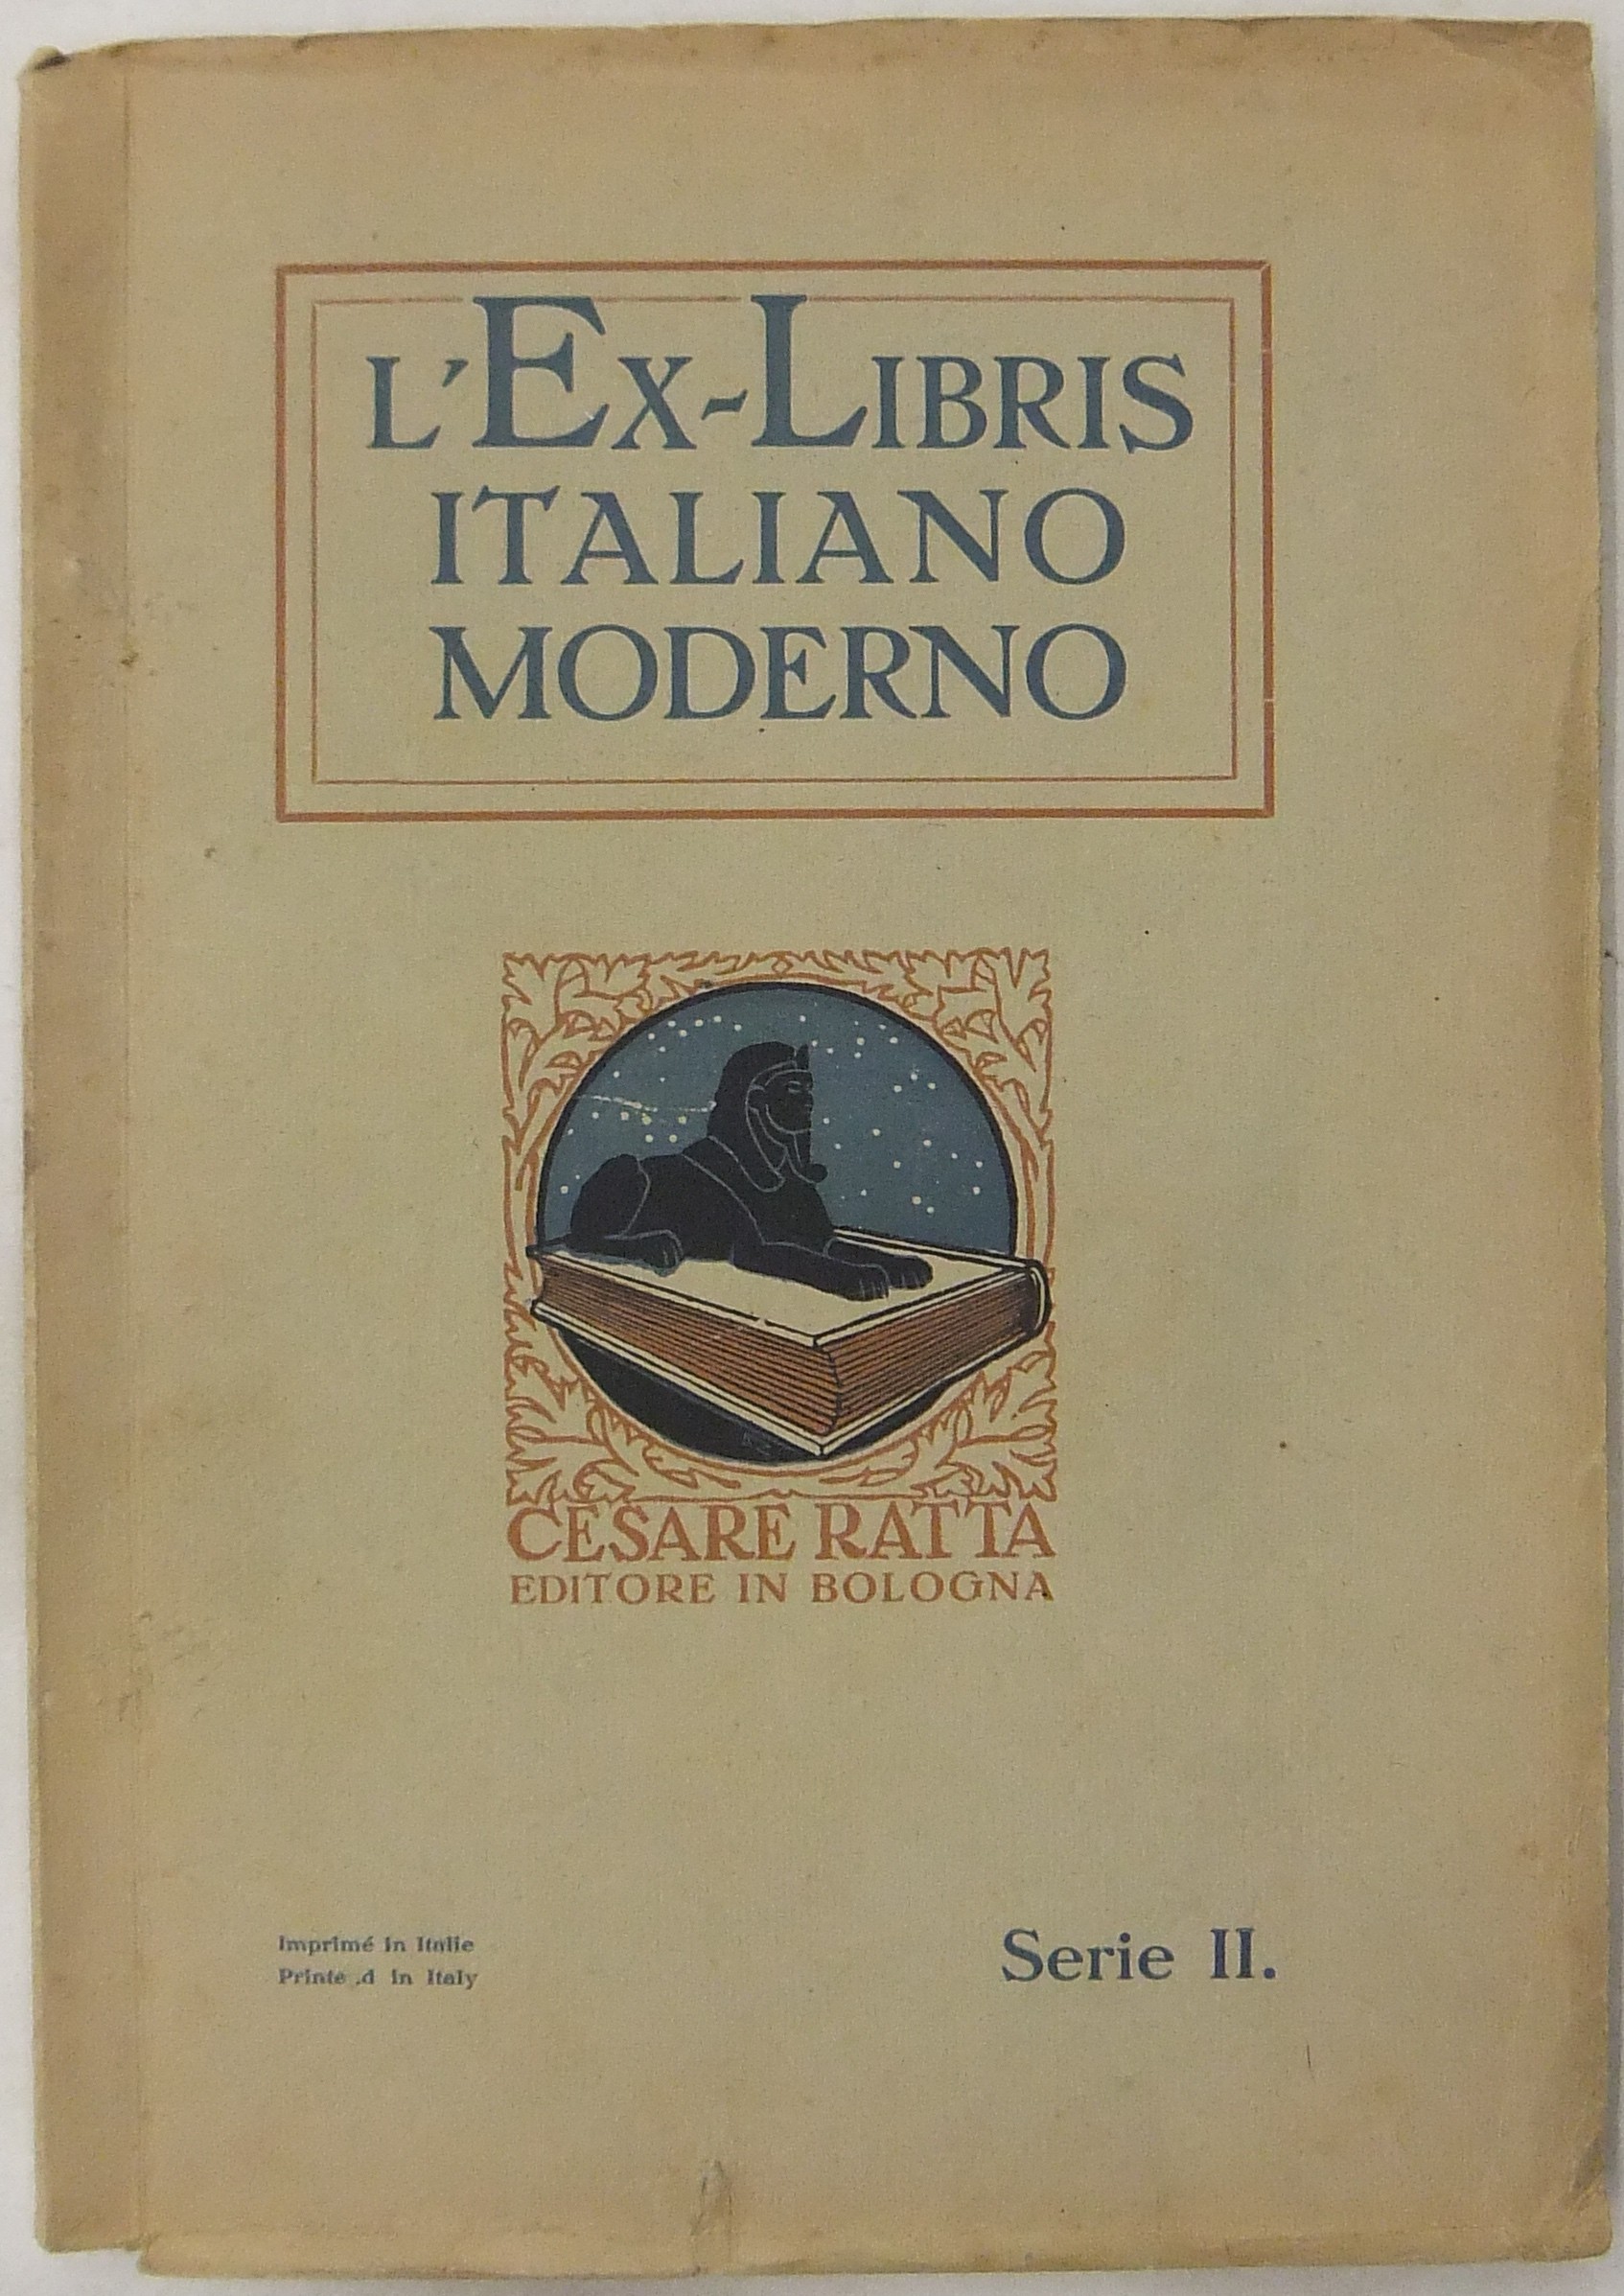 L'EX-LIBRIS
ITALIANO
MODERNO
CESARE RATTA
EDITORE IN BOLOGNA
Imprimé in Italie
Printe .d in Italy
Serie II.